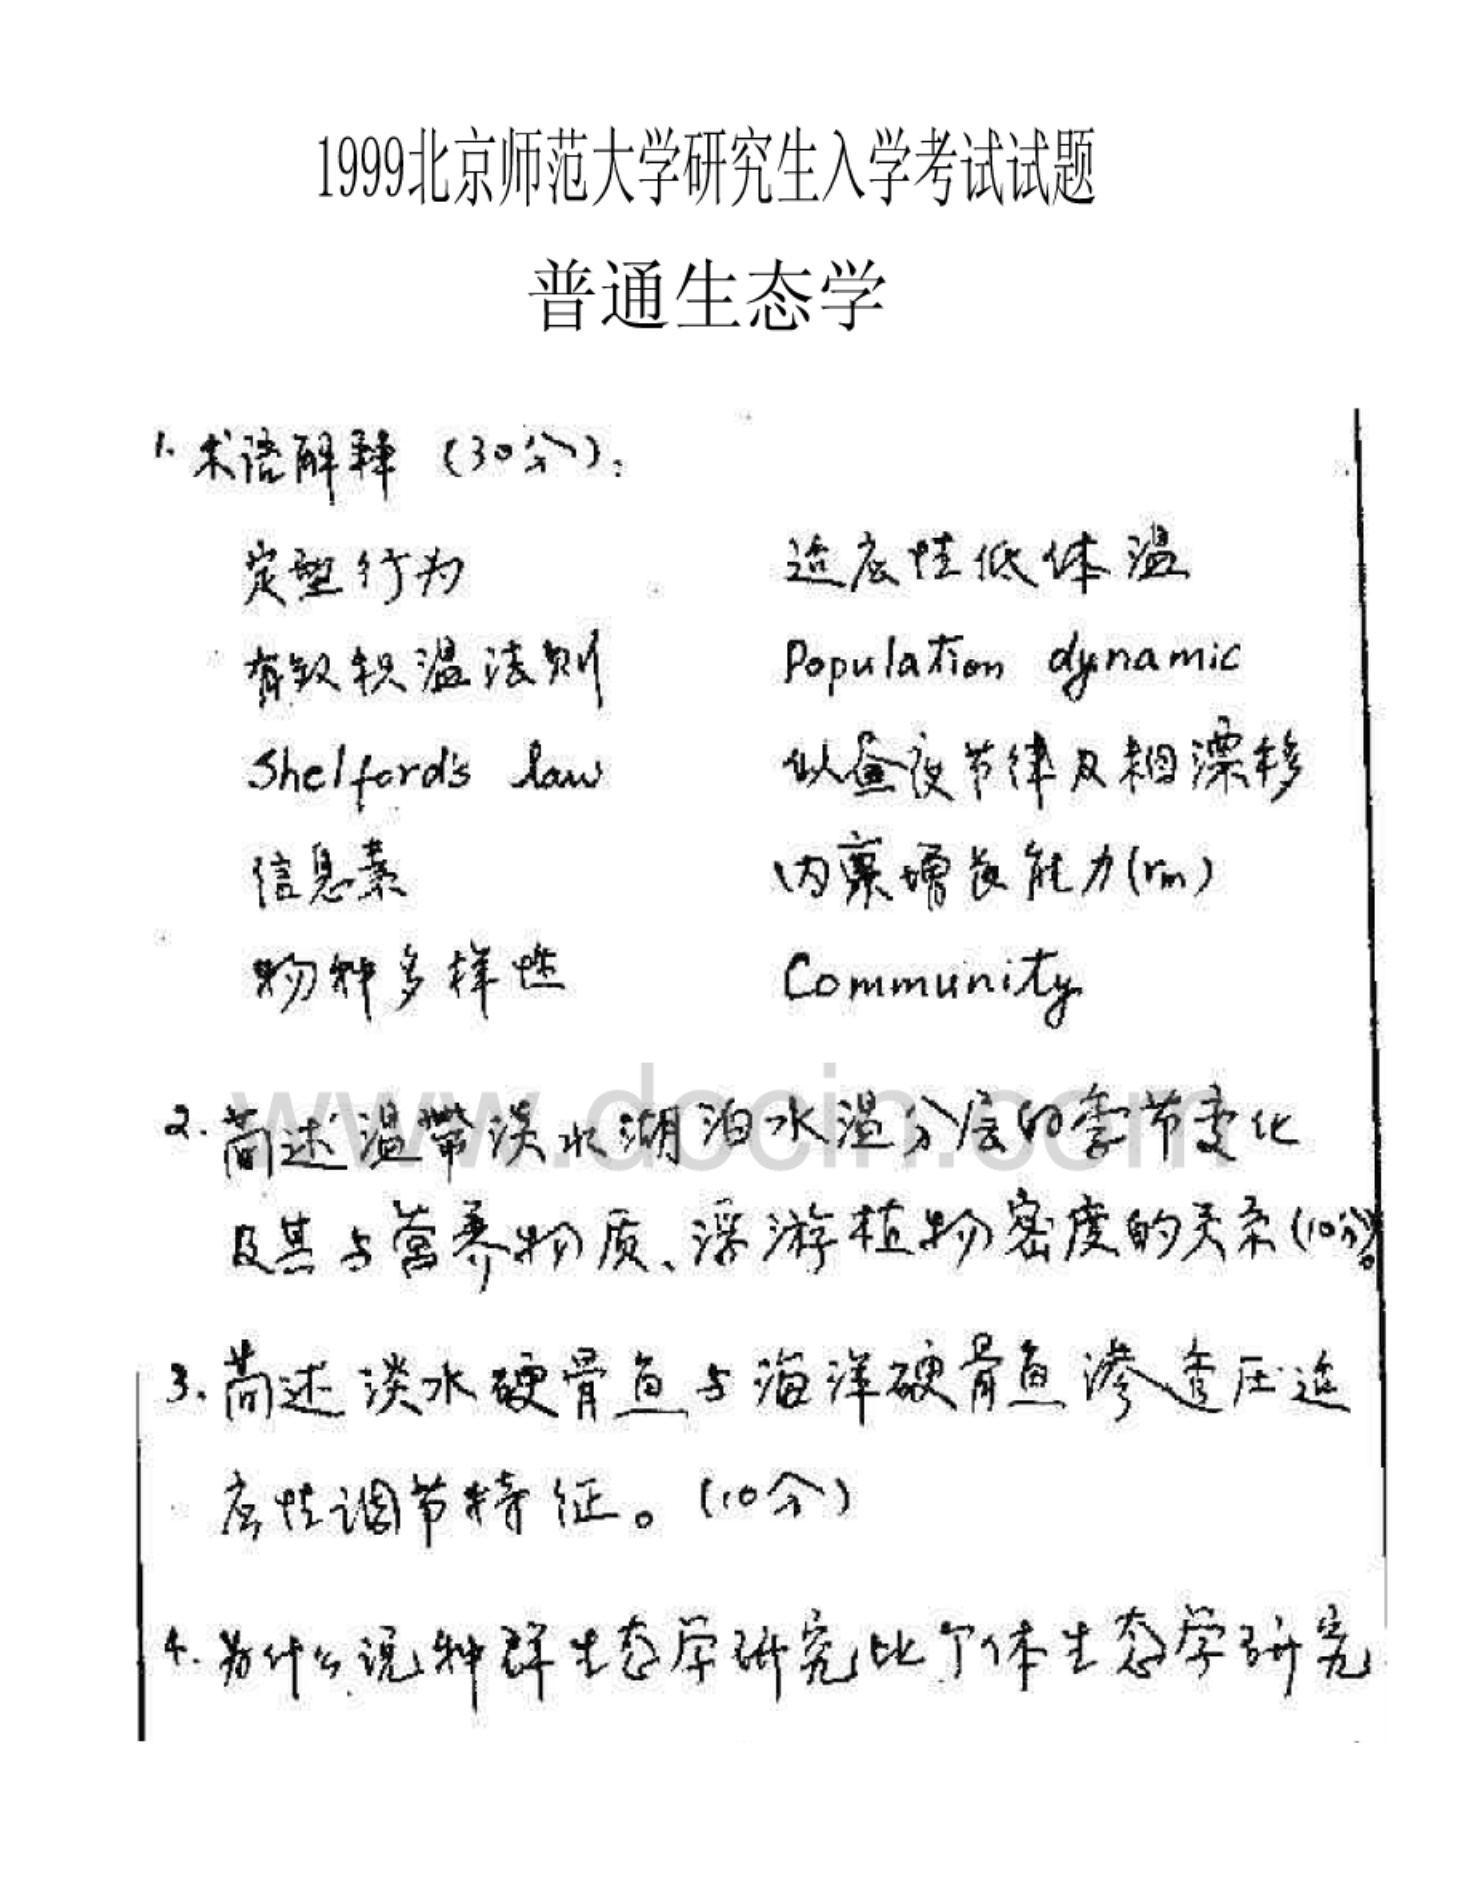 1999北京师范大学研究生入学考试试题
普通生态学
1. 术语解释 (30分):
定型行为 适应性低体温
有效积温法则 Population dynamic
Shelford's law 似昼夜节律及相漂移
信息素 内禀增长能力(rm)
物种多样性 Community
www.docin.com
2. 简述温带淡水湖泊水温分层的季节变化
及其与营养物质、浮游植物密度的关系(10分)。
3. 简述淡水硬骨鱼与海洋硬骨鱼渗透压适
应性调节特征。(10分)
4. 为什么说种群生态学研究比个体生态学研究